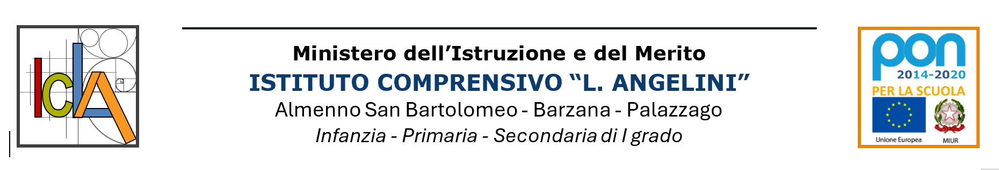 IcLA
Ministero dell’Istruzione e del Merito
ISTITUTO COMPRENSIVO “L. ANGELINI”
Almenno San Bartolomeo - Barzana - Palazzago
Infanzia - Primaria - Secondaria di I grado
pon
2014-2020
PER LA SCUOLA
Unione Europea MIUR